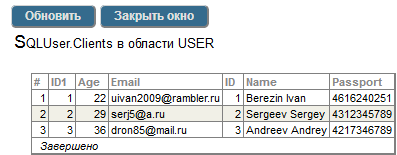 Обновить Закрыть окно
SQLUser.Clients в области USER
# ID1 Age Email ID Name Passport
1 1 22 uivan2009@rambler.ru 1 Berezin Ivan 4616240251
2 2 29 serj5@a.ru 2 Sergeev Sergey 4312345789
3 3 36 dron85@mail.ru 3 Andreev Andrey 4217346789
Завершено